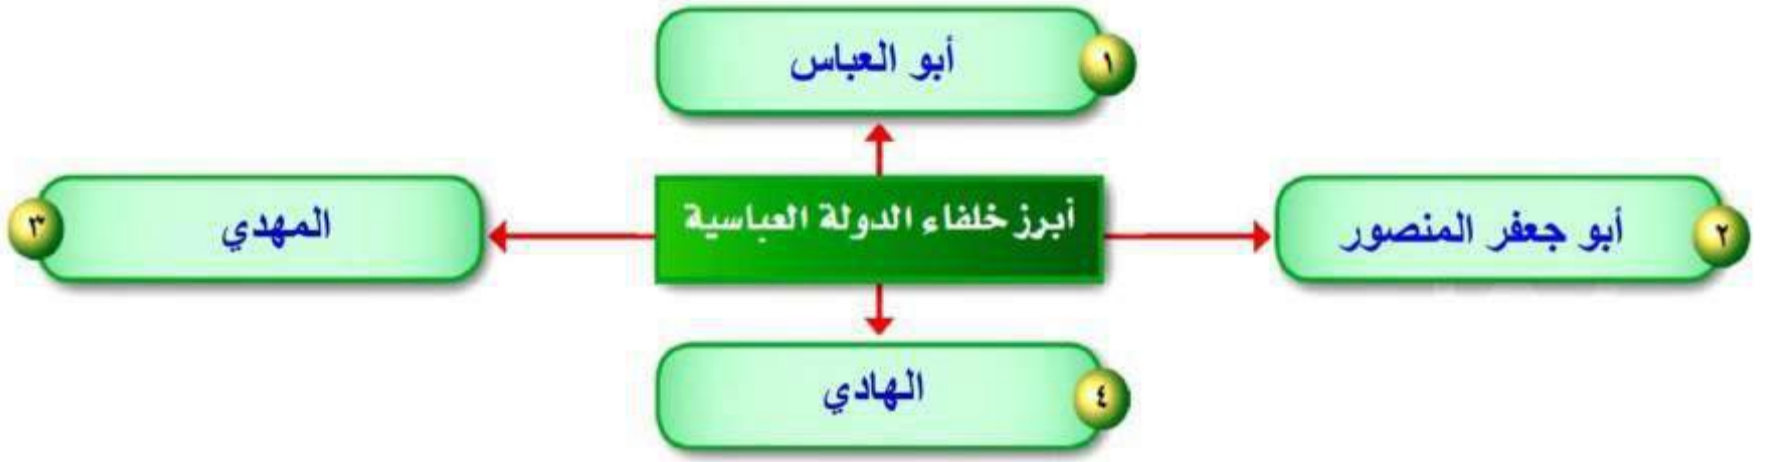 أبو العباس
١
أبرز خلفاء الدولة العباسية
أبو جعفر المنصور
٢
المهدي
٣
الهادي
٤